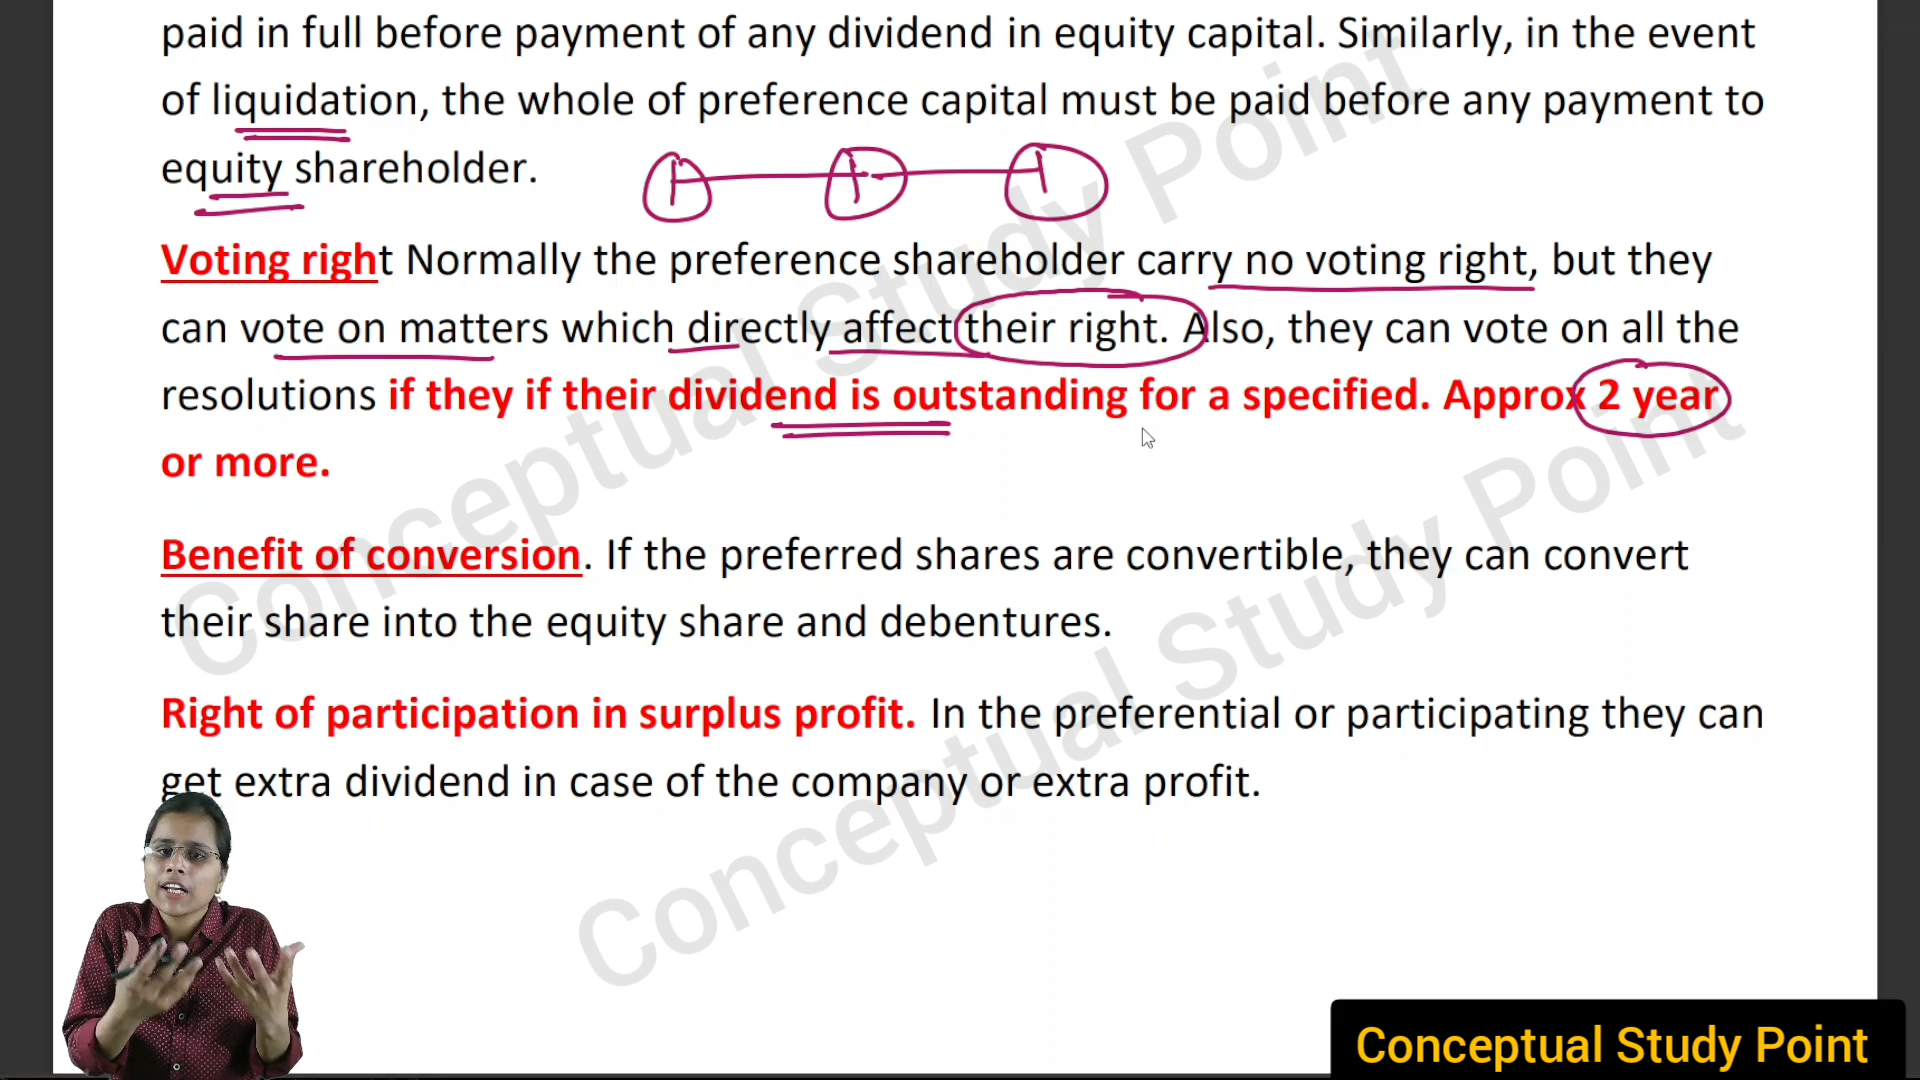 paid in full before payment of any dividend in equity capital. Similarly, in the event
of liquidation, the whole of preference capital must be paid before any payment to
equity shareholder.
Voting right Normally the preference shareholder carry no voting right, but they
can vote on matters which directly affect their right. Also, they can vote on all the
resolutions if they if their dividend is outstanding for a specified. Approx 2 year
or more.
Benefit of conversion. If the preferred shares are convertible, they can convert
their share into the equity share and debentures.
Right of participation in surplus profit. In the preferential or participating they can
get extra dividend in case of the company or extra profit.
Conceptual Study Point
Conceptual Study Point
Conceptual Study Point